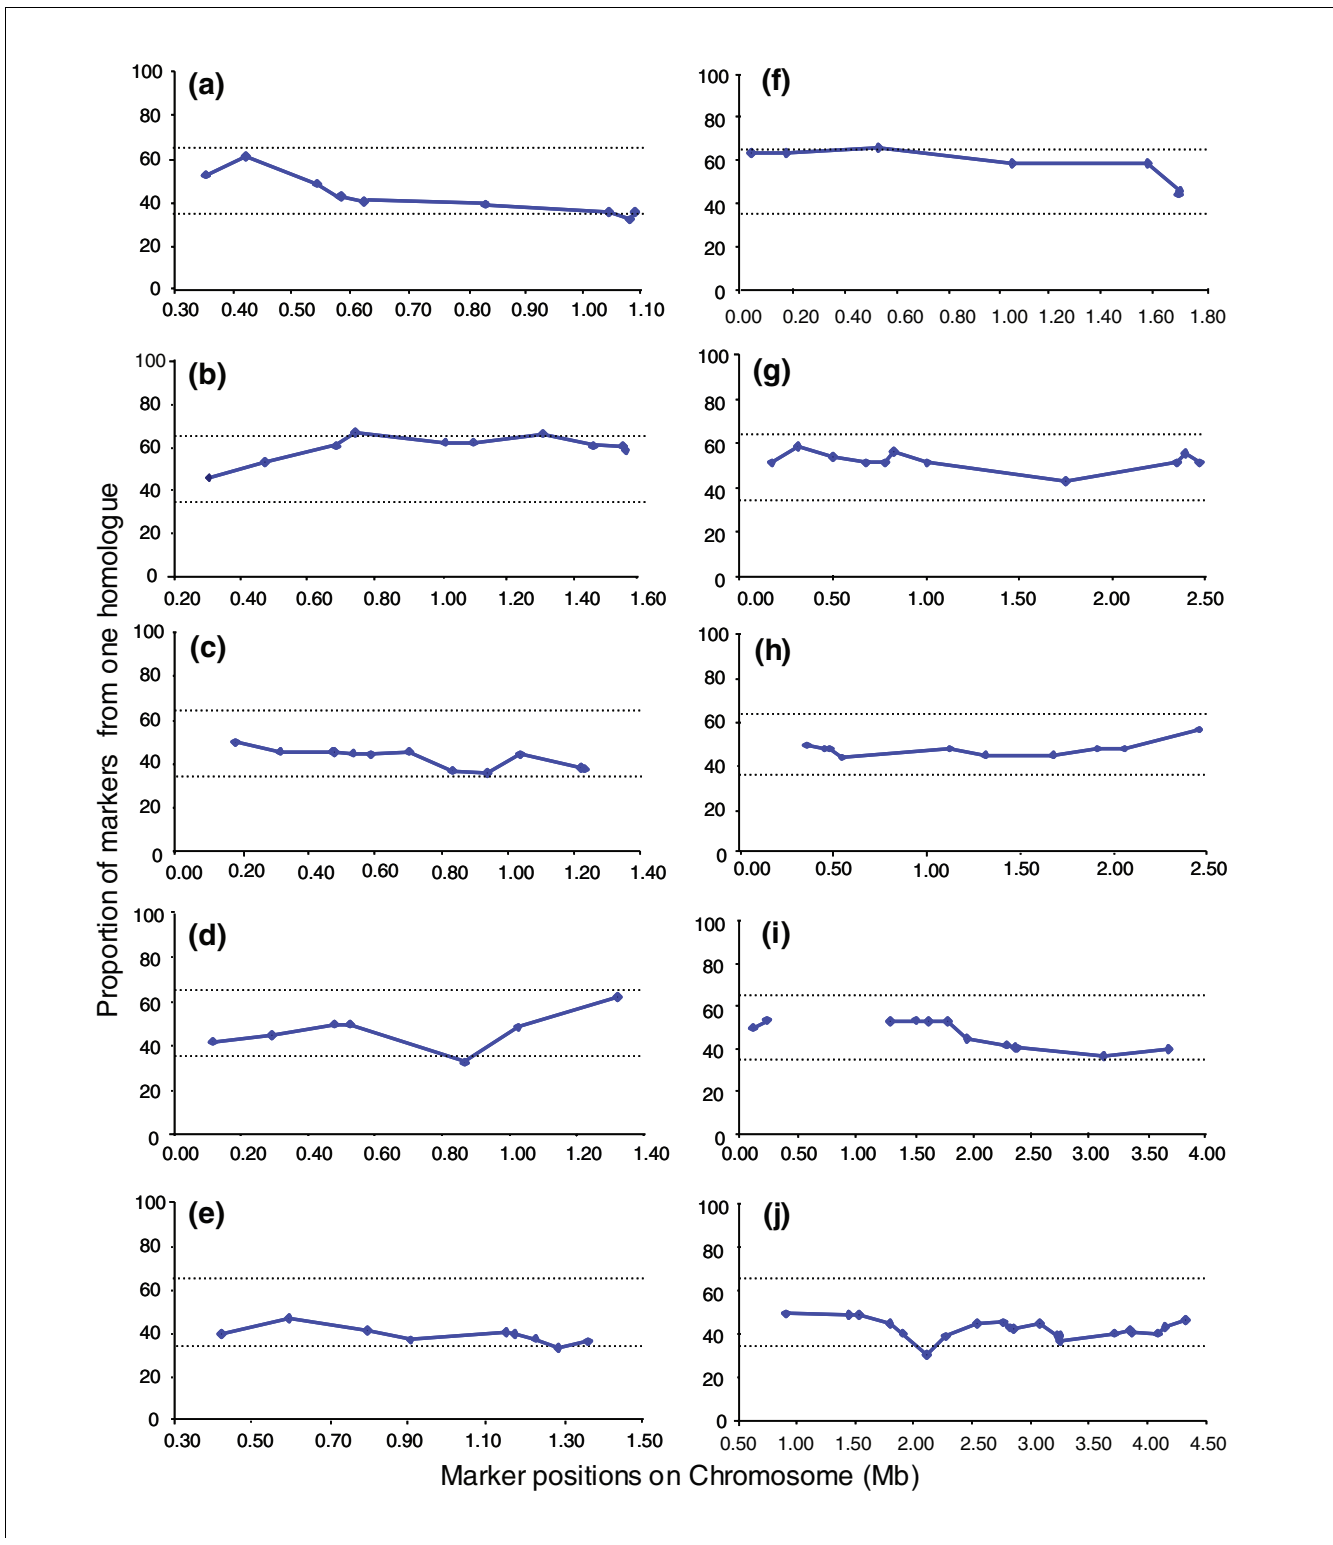 Proportion of markers from one homologue
(a)
100
80
60
40
20
0
0.30 0.40 0.50 0.60 0.70 0.80 0.90 1.00 1.10
(b)
100
80
60
40
20
0
0.20 0.40 0.60 0.80 1.00 1.20 1.40 1.60
(c)
100
80
60
40
20
0
0.00 0.20 0.40 0.60 0.80 1.00 1.20 1.40
(d)
100
80
60
40
20
0
0.00 0.20 0.40 0.60 0.80 1.00 1.20 1.40
(e)
100
80
60
40
20
0
0.30 0.50 0.70 0.90 1.10 1.30 1.50
(f)
100
80
60
40
20
0
0.00 0.20 0.40 0.60 0.80 1.00 1.20 1.40 1.60 1.80
(g)
100
80
60
40
20
0
0.00 0.50 1.00 1.50 2.00 2.50
(h)
100
80
60
40
20
0
0.00 0.50 1.00 1.50 2.00 2.50
(i)
100
80
60
40
20
0
0.00 0.50 1.00 1.50 2.00 2.50 3.00 3.50 4.00
(j)
100
80
60
40
20
0
0.50 1.00 1.50 2.00 2.50 3.00 3.50 4.00 4.50
Marker positions on Chromosome (Mb)